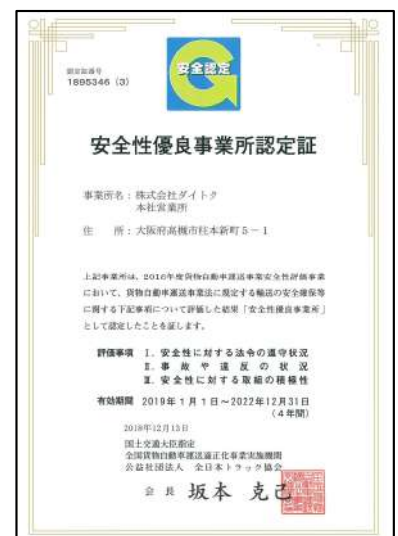 認定証番号
1895346 (3)
安全認定
安全性優良事業所認定証
事業所名：株式会社ダイトク
本社営業所
住　所：大阪府高槻市柱本新町５－１
上記事業所は、2018年度貨物自動車運送事業安全性評価事業
において、貨物自動車運送事業法に規定する輸送の安全確保等
に関する下記事項について評価した結果「安全性優良事業所」
として認定したことを証します。
評価事項　Ⅰ．安全性に対する法令の遵守状況
Ⅱ．事故や違反の状況
Ⅲ．安全性に対する取組の積極性
有効期間　2019年1月1日～2022年12月31日
（4年間）
2018年12月13日
国土交通大臣指定
全国貨物自動車運送適正化事業実施機関
公益社団法人　全日本トラック協会
会長　坂本　克己